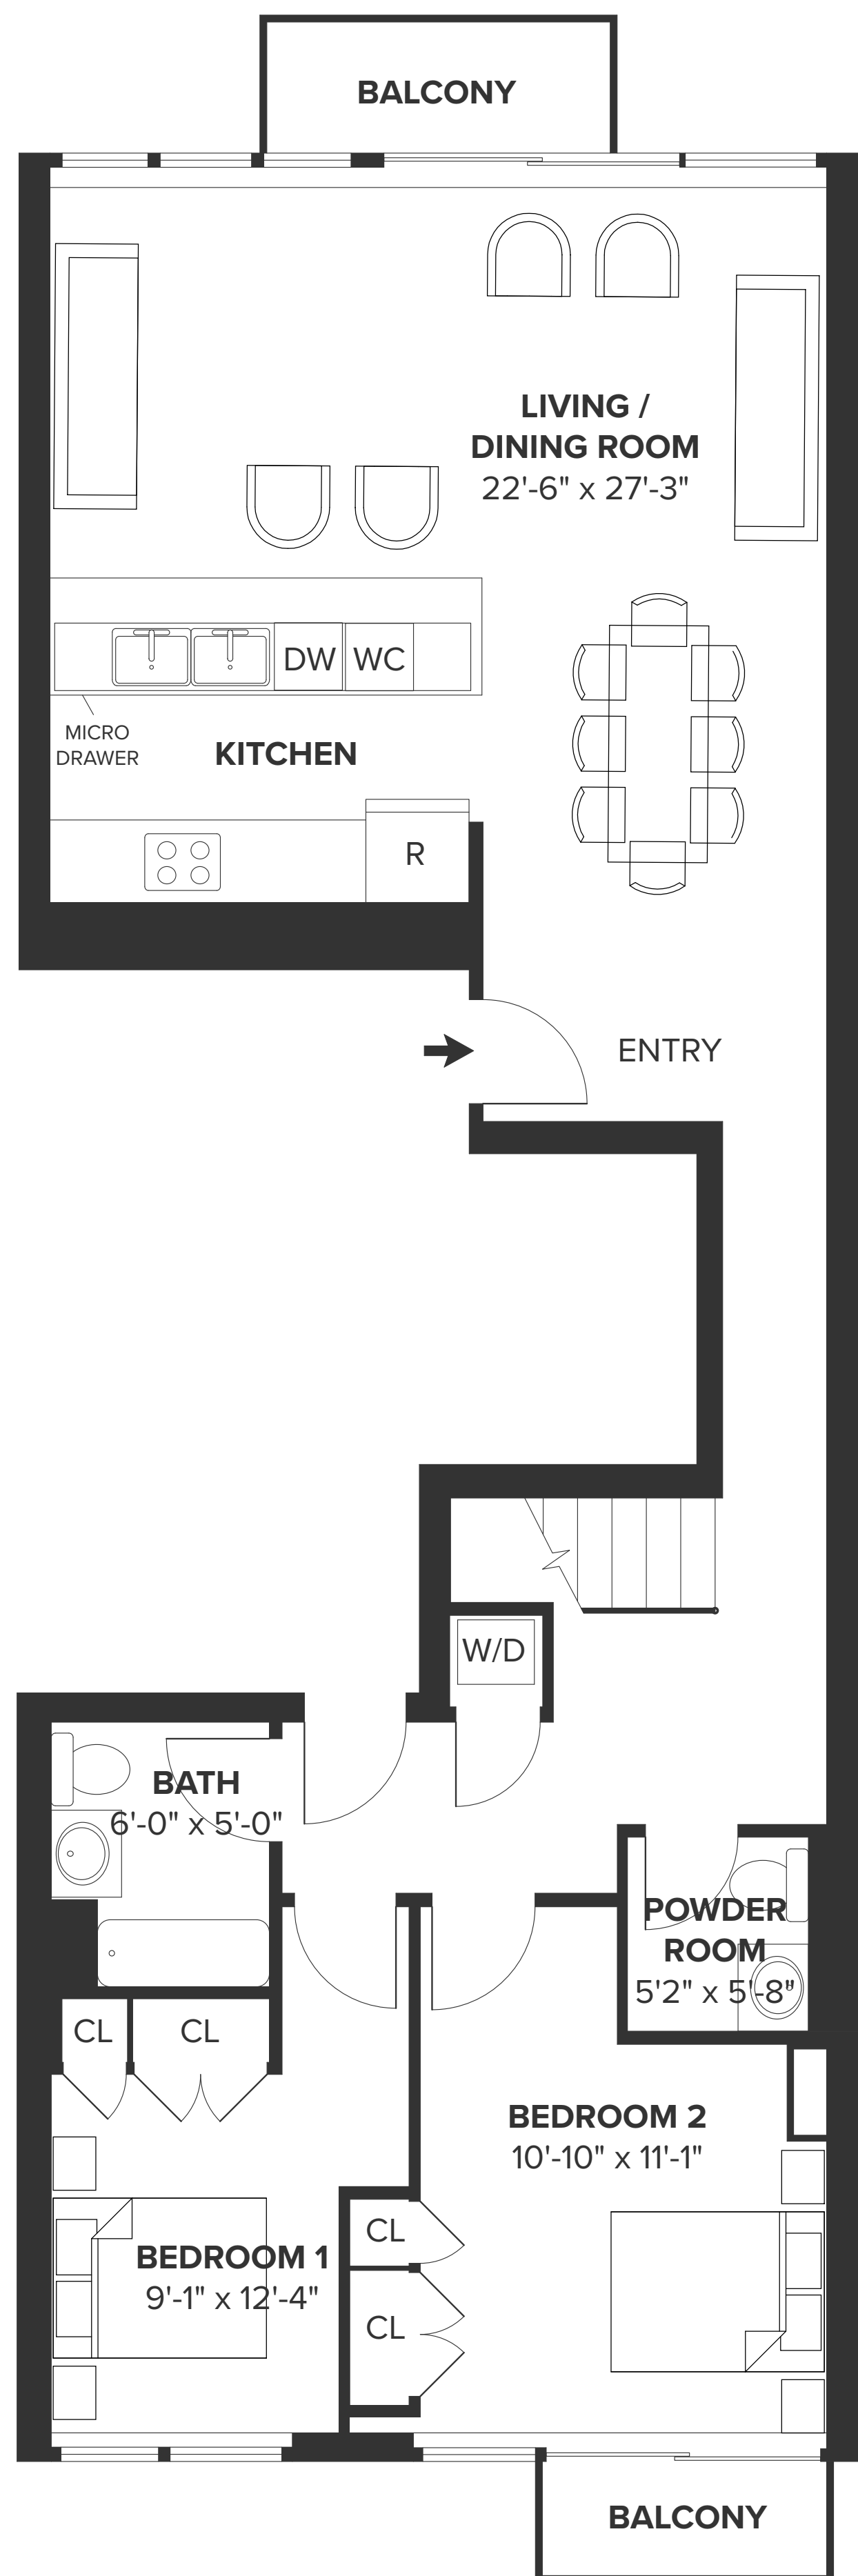 BALCONY
LIVING /
DINING ROOM
22'-6" x 27'-3"
DW
WC
MICRO
DRAWER
KITCHEN
R
ENTRY
W/D
BATH
6'-0" x 5'-0"
POWDER
ROOM
5'2" x 5'-8"
CL
CL
BEDROOM 2
10'-10" x 11'-1"
CL
BEDROOM 1
9'-1" x 12'-4"
CL
BALCONY